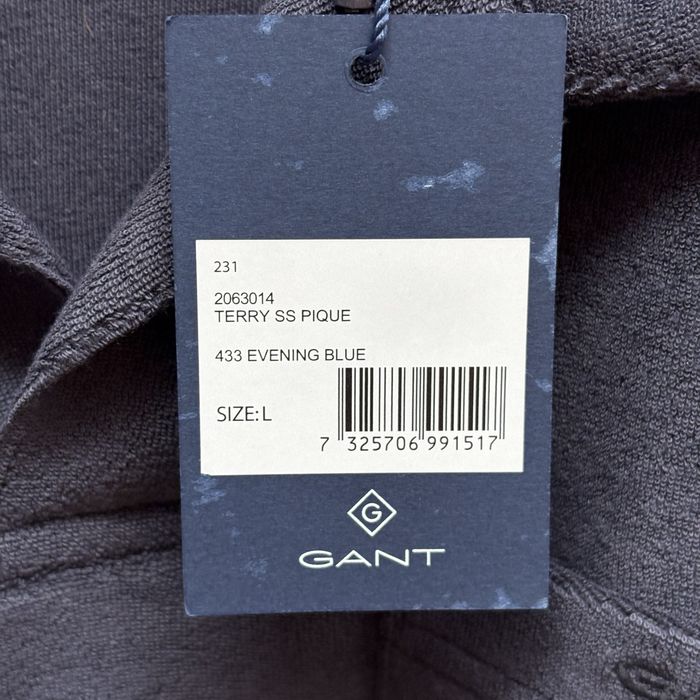 231
2063014
TERRY SS PIQUE
433 EVENING BLUE
SIZE: L
7 325706 991517
G
GANT